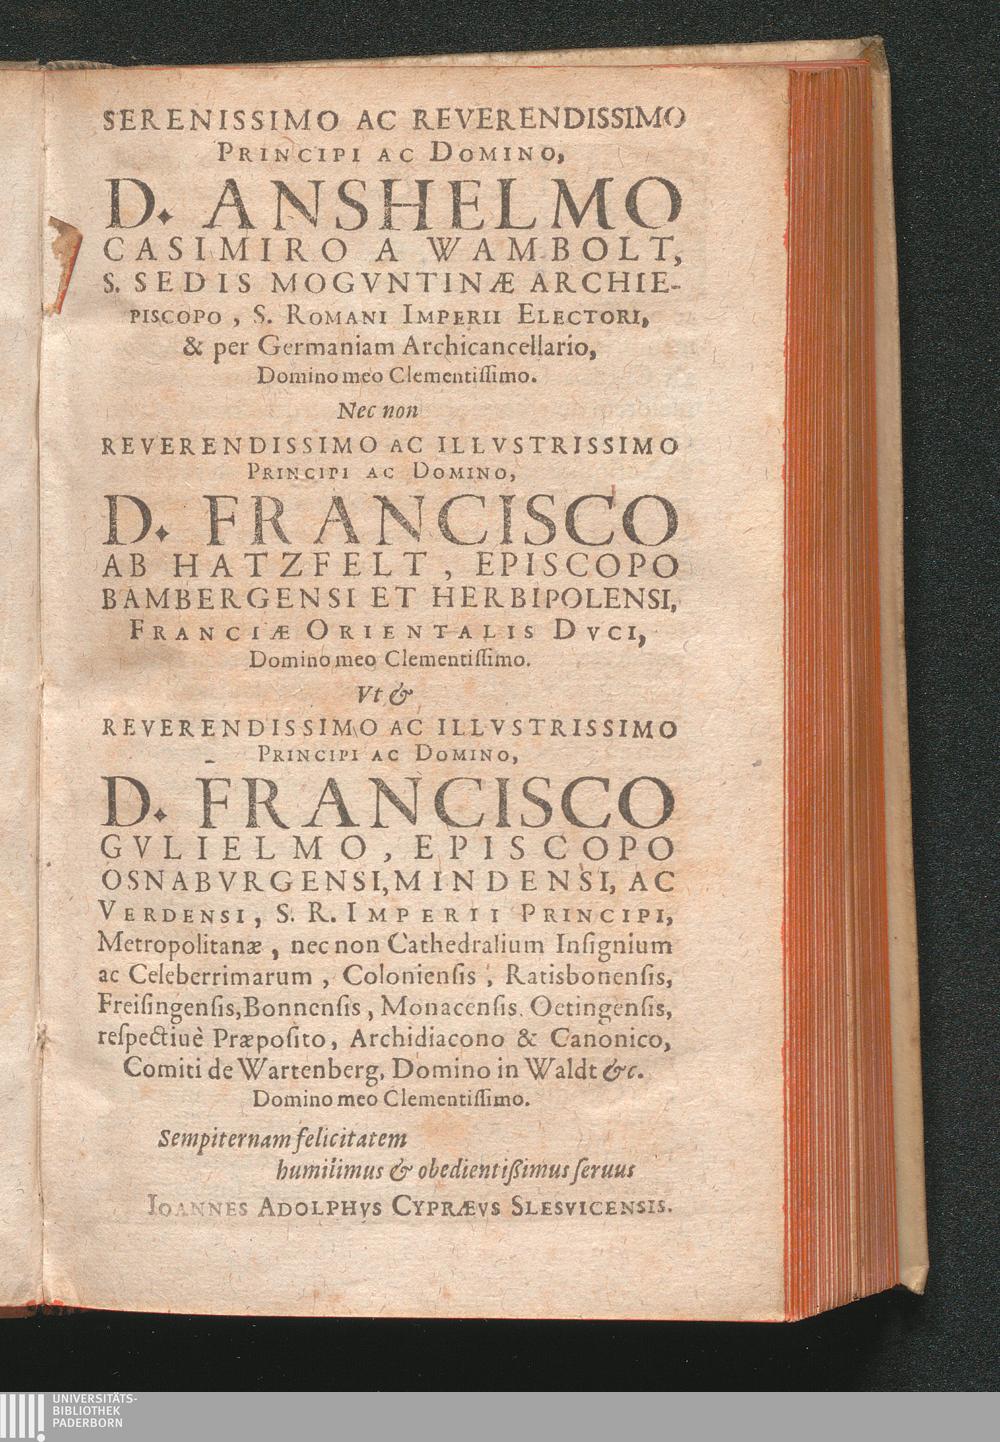 SERENISSIMO AC REVERENDISSIMO
PRINCIPI AC DOMINO,
D. ANSHELMO
CASIMIRO A WAMBOLT,
S. SEDIS MOGVNTINÆ ARCHIE-
PISCOPO, S. ROMANI IMPERII ELECTORI,
& per Germaniam Archicancellario,
Domino meo Clementiſſimo.
Nec non
REVERENDISSIMO AC ILLVSTRISSIMO
PRINCIPI AC DOMINO,
D. FRANCISCO
AB HATZFELT, EPISCOPO
BAMBERGENSI ET HERBIPOLENSI,
FRANCIÆ ORIENTALIS DVCI,
Domino meo Clementiſſimo.
Vt &
REVERENDISSIMO AC ILLVSTRISSIMO
PRINCIPI AC DOMINO,
D. FRANCISCO
GVLIELMO, EPISCOPO
OSNABVRGENSI, MINDENSI, AC
VERDENSI, S. R. IMPERII PRINCIPI,
Metropolitanæ, nec non Cathedralium Inſignium
ac Celeberrimarum, Colonienſis, Ratisbonenſis,
Freiſingenſis, Bonnenſis, Monacenſis. Oetingenſis,
reſpectiuè Præpoſito, Archidiacono & Canonico,
Comiti de Wartenberg, Domino in Waldt &c.
Domino meo Clementiſſimo.
Sempiternam felicitatem
humilimus & obedientißimus ſeruus
IOANNES ADOLPHVS CYPRÆVS SLESVICENSIS.
UNIVERSITÄTS-
BIBLIOTHEK
PADERBORN